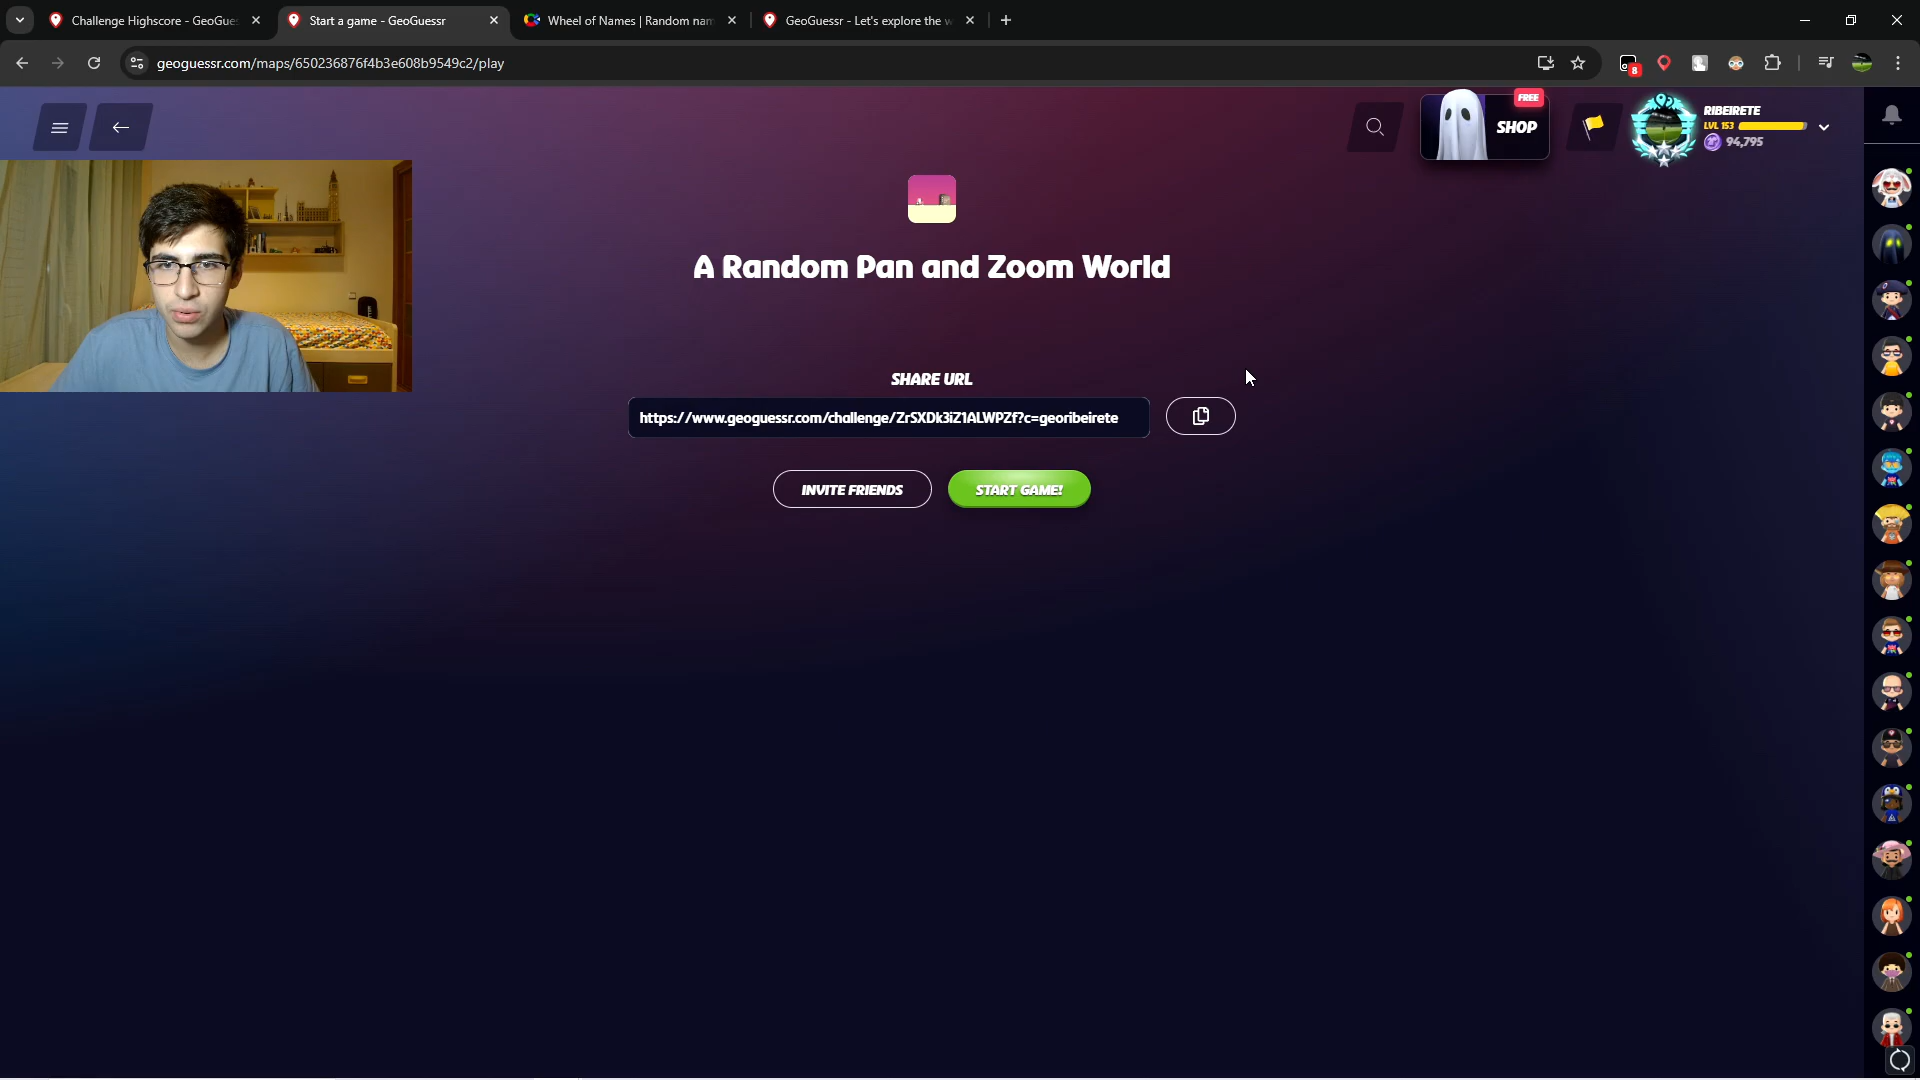 Challenge Highscore - GeoGues
Start a game - GeoGuessr
Wheel of Names | Random nam
GeoGuessr - Let's explore the w
geoguessr.com/maps/650236876f4b3e608b9549c2/play
8
FREE
SHOP
RIBEIRETE
LVL 153
94,795
A Random Pan and Zoom World
SHARE URL
https://www.geoguessr.com/challenge/ZrSXDk3iZ1ALWPZf?c=georibeirete
INVITE FRIENDS
START GAME!